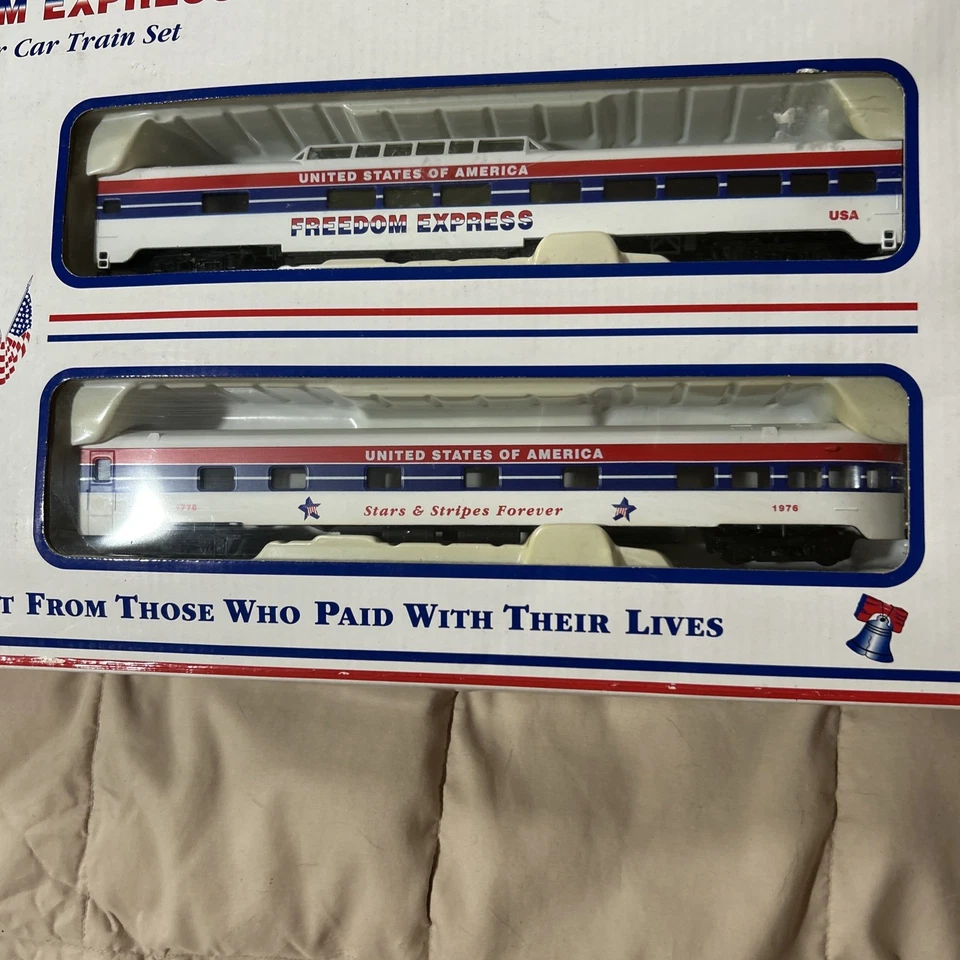 M EXPRESS
r Car Train Set
UNITED STATES OF AMERICA
FREEDOM EXPRESS
USA
UNITED STATES OF AMERICA
1776 Stars & Stripes Forever 1976
T FROM THOSE WHO PAID WITH THEIR LIVES